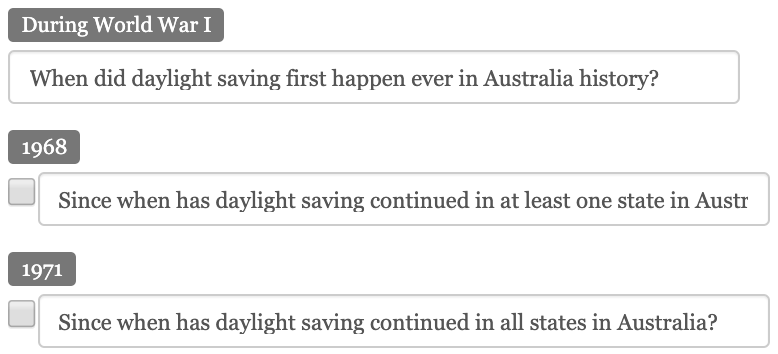 During World War I
When did daylight saving first happen ever in Australia history?
1968
Since when has daylight saving continued in at least one state in Austr
1971
Since when has daylight saving continued in all states in Australia?